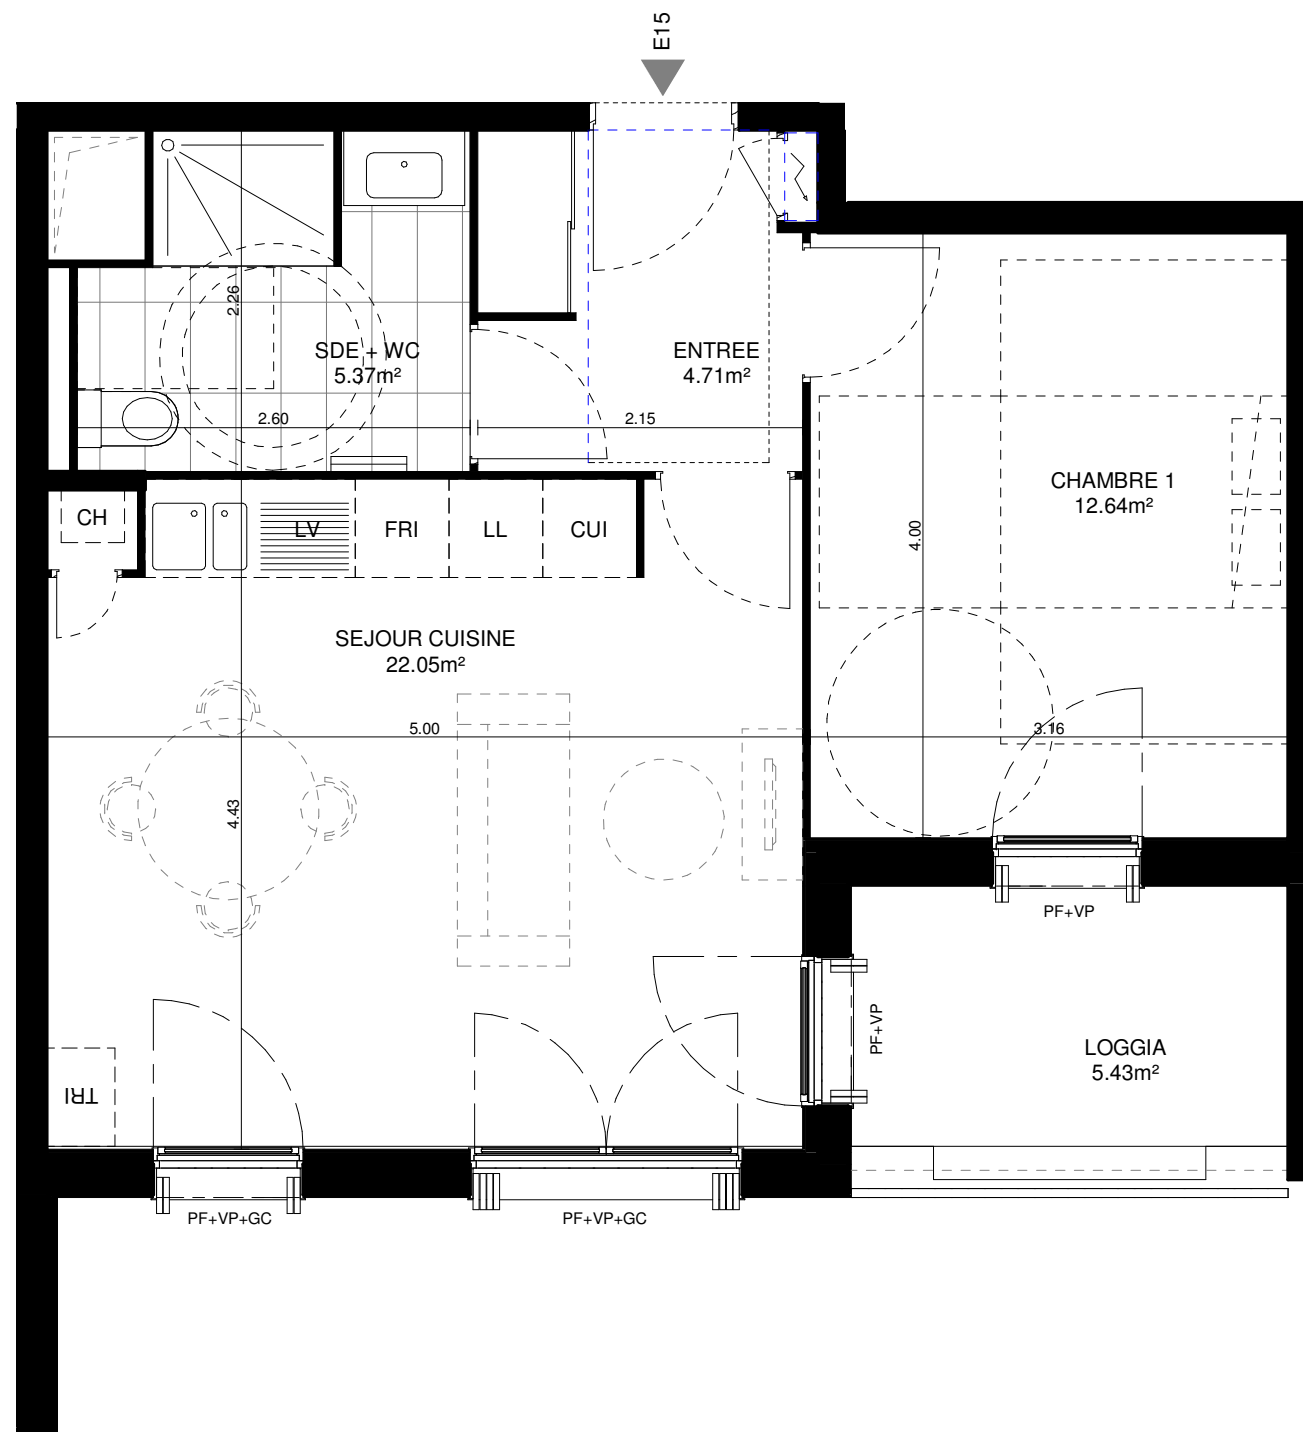 E15
2.26
SDE + WC
5.37m²
2.60
ENTREE
4.71m²
2.15
CHAMBRE 1
12.64m²
4.00
CH
LV
FRI
LL
CUI
SEJOUR CUISINE
22.05m²
5.00
3.16
4.43
PF+VP
PF+VP
LOGGIA
5.43m²
TRI
PF+VP+GC
PF+VP+GC